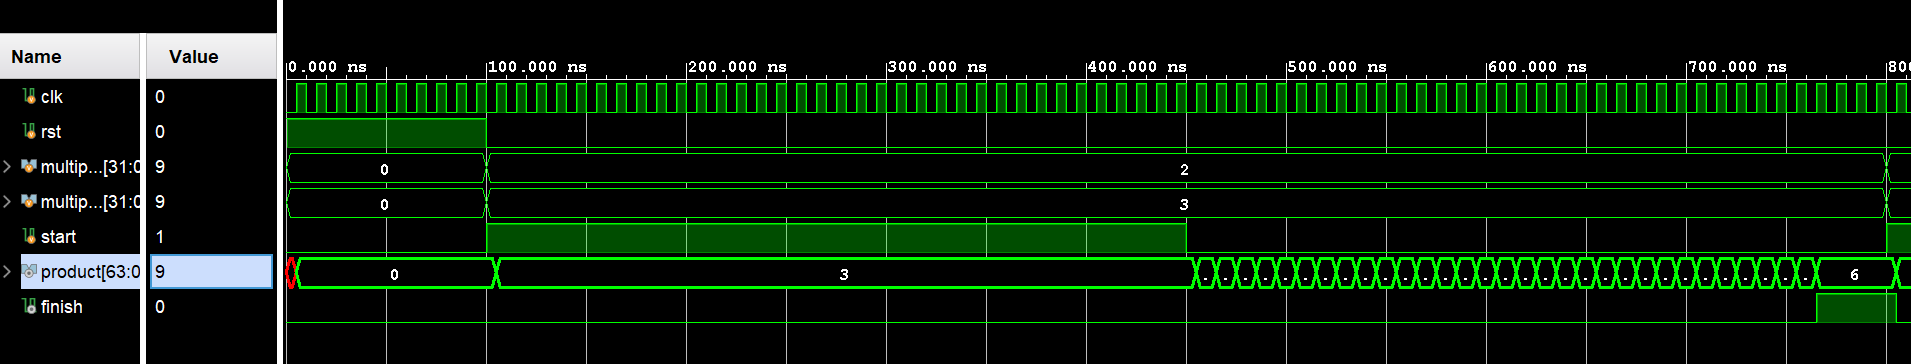 Name Value
0.000 ns 100.000 ns 200.000 ns 300.000 ns 400.000 ns 500.000 ns 600.000 ns 700.000 ns 800
clk 0
rst 0
multip...[31:0 9 0 2
multip...[31:0 9 0 3
start 1
product[63:0 9 0 3 . . . . . . . . . . . . . . . . . . . . . . . . . . . . . . . 6
finish 0